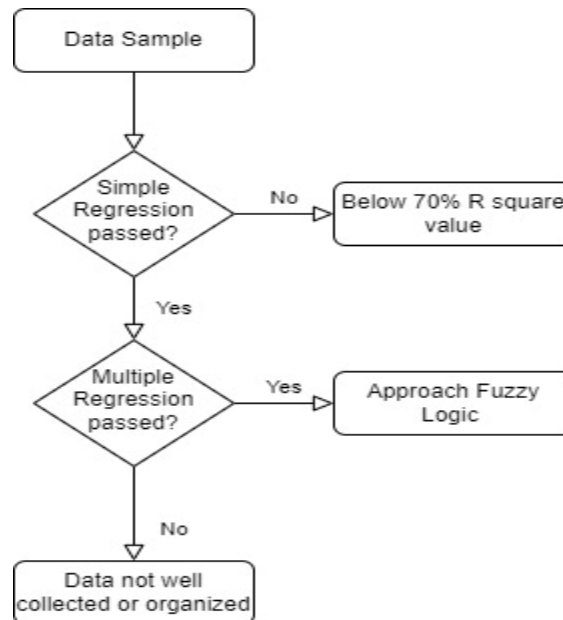 Data Sample
Simple
Regression
passed?
No
Below 70% R square
value
Yes
Multiple
Regression
passed?
Yes
Approach Fuzzy
Logic
No
Data not well
collected or organized